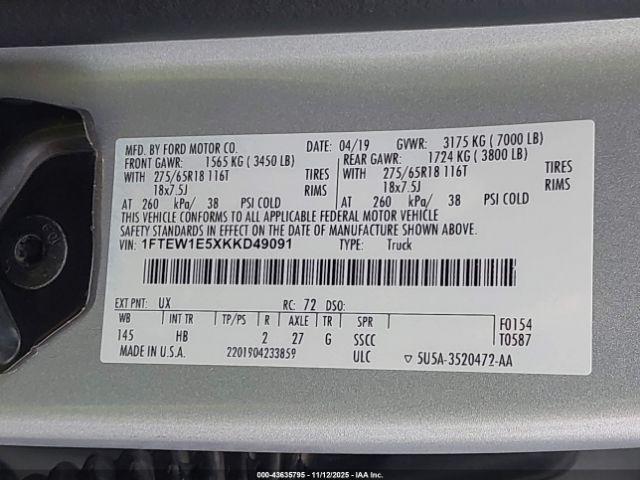 MFD. BY FORD MOTOR CO. DATE: 04/19 GVWR: 3175 KG ( 7000 LB)
FRONT GAWR: 1565 KG ( 3450 LB) REAR GAWR: 1724 KG ( 3800 LB)
WITH 275/65R18 116T TIRES WITH 275/65R18 116T TIRES
18x7.5J RIMS 18x7.5J RIMS
AT 260 kPa/ 38 PSI COLD AT 260 kPa/ 38 PSI COLD
THIS VEHICLE CONFORMS TO ALL APPLICABLE FEDERAL MOTOR VEHICLE
SAFETY STANDARDS IN EFFECT ON THE DATE OF MANUFACTURE SHOWN ABOVE.
VIN: 1FTEW1E5XKKD49091 TYPE: Truck
EXT PNT: UX RC: 72 DSO:
WB INT TR TP/PS R AXLE TR SPR F0154
145 HB 2 27 G SSCC T0587
MADE IN U.S.A. 2201904233859 ULC ▽ 5U5A-3520472-AA
000-43635795 - 11/12/2025 - IAA, Inc.